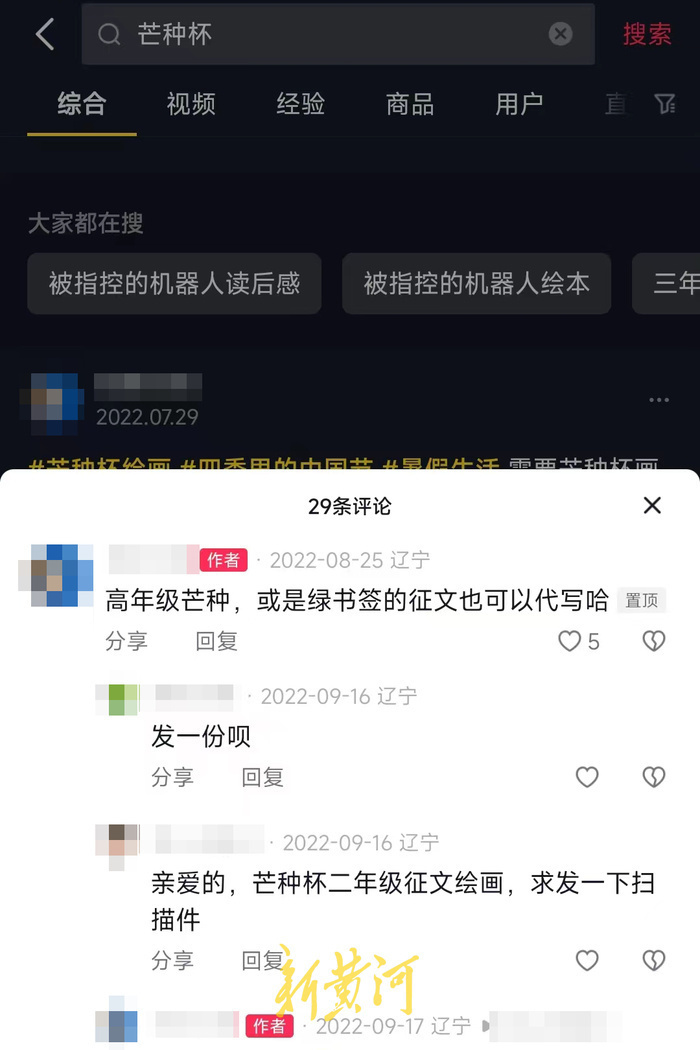 芒种杯
搜索
综合
视频
经验
商品
用户
直
大家都在搜
被指控的机器人读后感
被指控的机器人绘本
三年
2022.07.29
#芒种杯绘画 #四季里的中国节 #暑假生活 需要芒种杯画
29条评论
作者 · 2022-08-25 辽宁
高年级芒种，或是绿书签的征文也可以代写哈 置顶
分享 回复 5
· 2022-09-16 辽宁
发一份呗
分享 回复
· 2022-09-16 辽宁
亲爱的，芒种杯二年级征文绘画，求发一下扫
描件
分享 回复
新黄河
作者 · 2022-09-17 辽宁